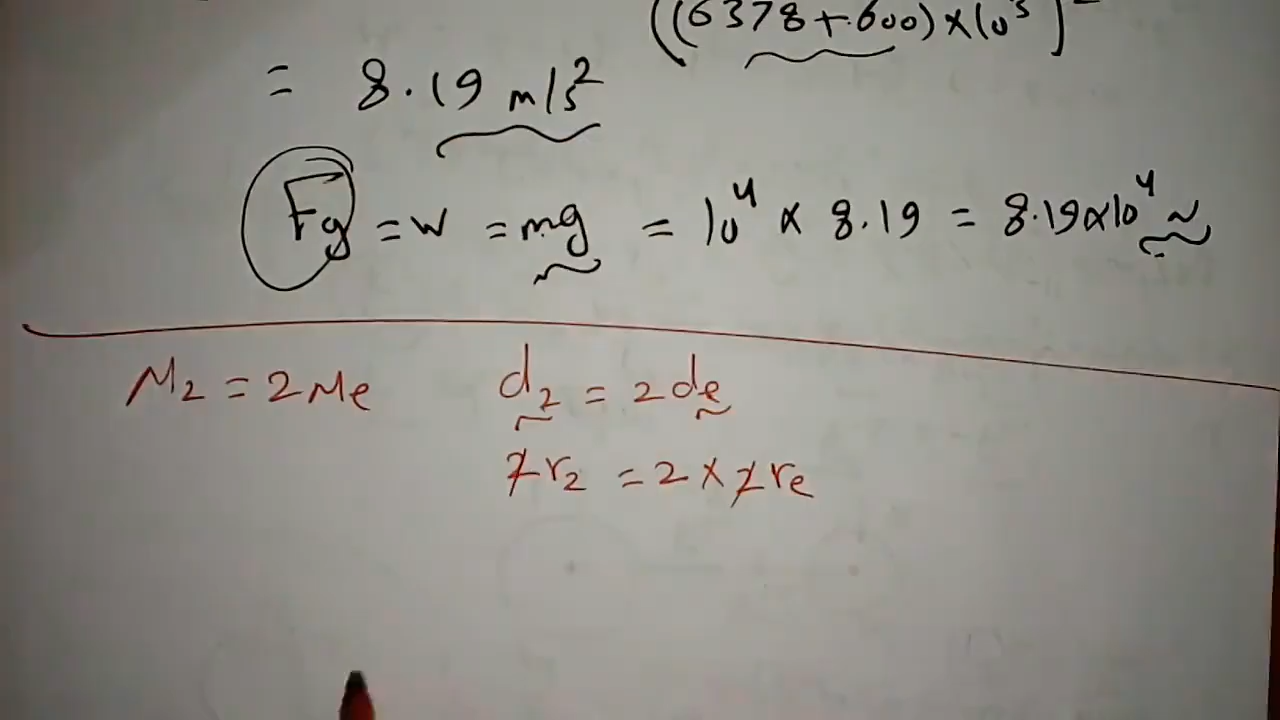 ((6378+600)×10³]
= 8.19 m/s²
Fg = W = mg = 10⁴ × 8.19 = 8.19×10⁴ N
M₂ = 2Me d₂ = 2de
2r₂ = 2×2re